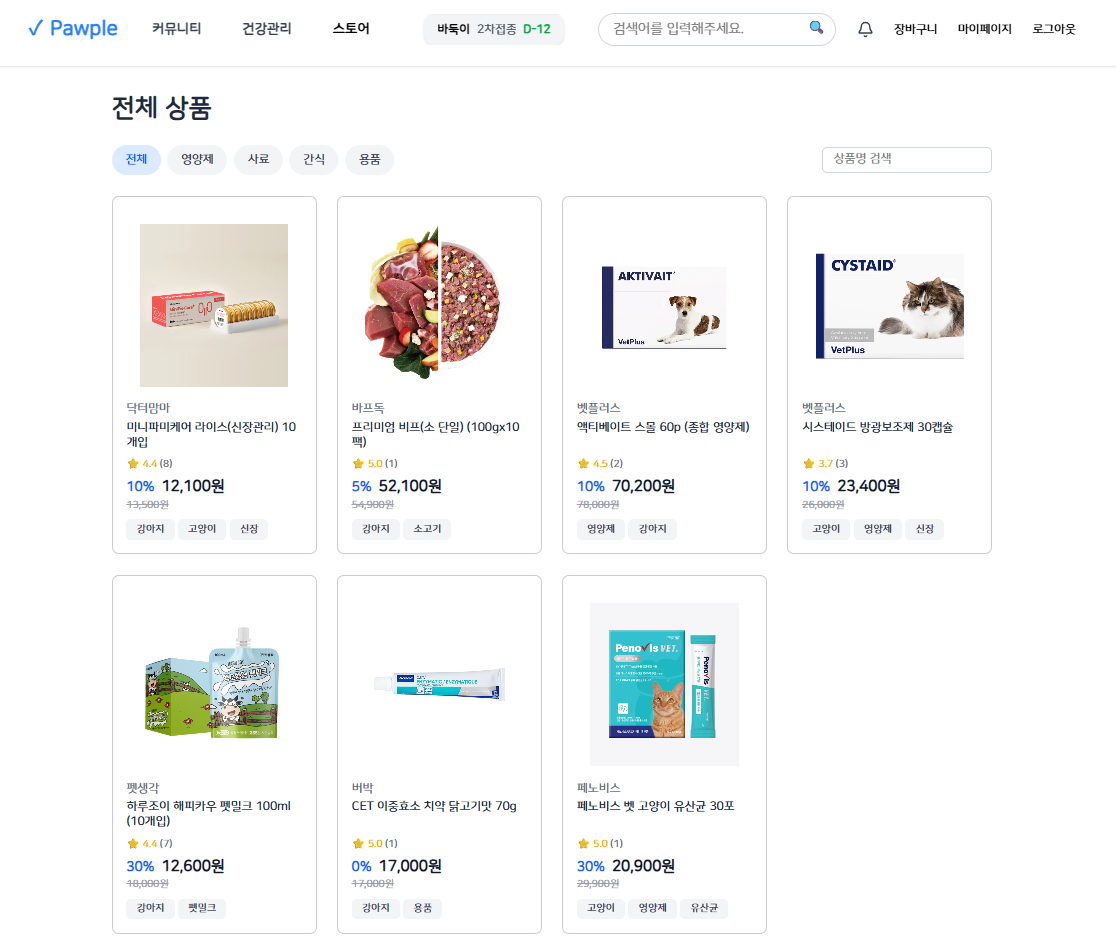 ✓ Pawple 커뮤니티 건강관리 스토어 바둑이 2차접종 D-12 검색어를 입력해주세요. 장바구니 마이페이지 로그아웃
전체 상품
전체 영양제 사료 간식 용품 상품명 검색
AKTIVAIT
VetPlus
CYSTAID
VetPlus
닥터맘마
미니파미케어 라이스(신장관리) 10
개입
4.4 (8)
10% 12,100원
13,500원
강아지 고양이 신장
바프독
프리미엄 비프(소 단일) (100gx10
팩)
5.0 (1)
5% 52,100원
54,900원
강아지 소고기
벳플러스
액티베이트 스몰 60p (종합 영양제)
4.5 (2)
10% 70,200원
78,000원
영양제 강아지
벳플러스
시스테이드 방광보조제 30캡슐
3.7 (3)
10% 23,400원
26,000원
고양이 영양제 신장
ENZYMATIC/ENZYMATIQUE
Penovis VET.
Penovis VET.
펫생각
하루조이 해피카우 펫밀크 100ml
(10개입)
4.4 (7)
30% 12,600원
18,000원
강아지 펫밀크
버박
CET 이중효소 치약 닭고기맛 70g
5.0 (1)
0% 17,000원
17,000원
강아지 용품
페노비스
페노비스 벳 고양이 유산균 30포
5.0 (1)
30% 20,900원
29,900원
고양이 영양제 유산균